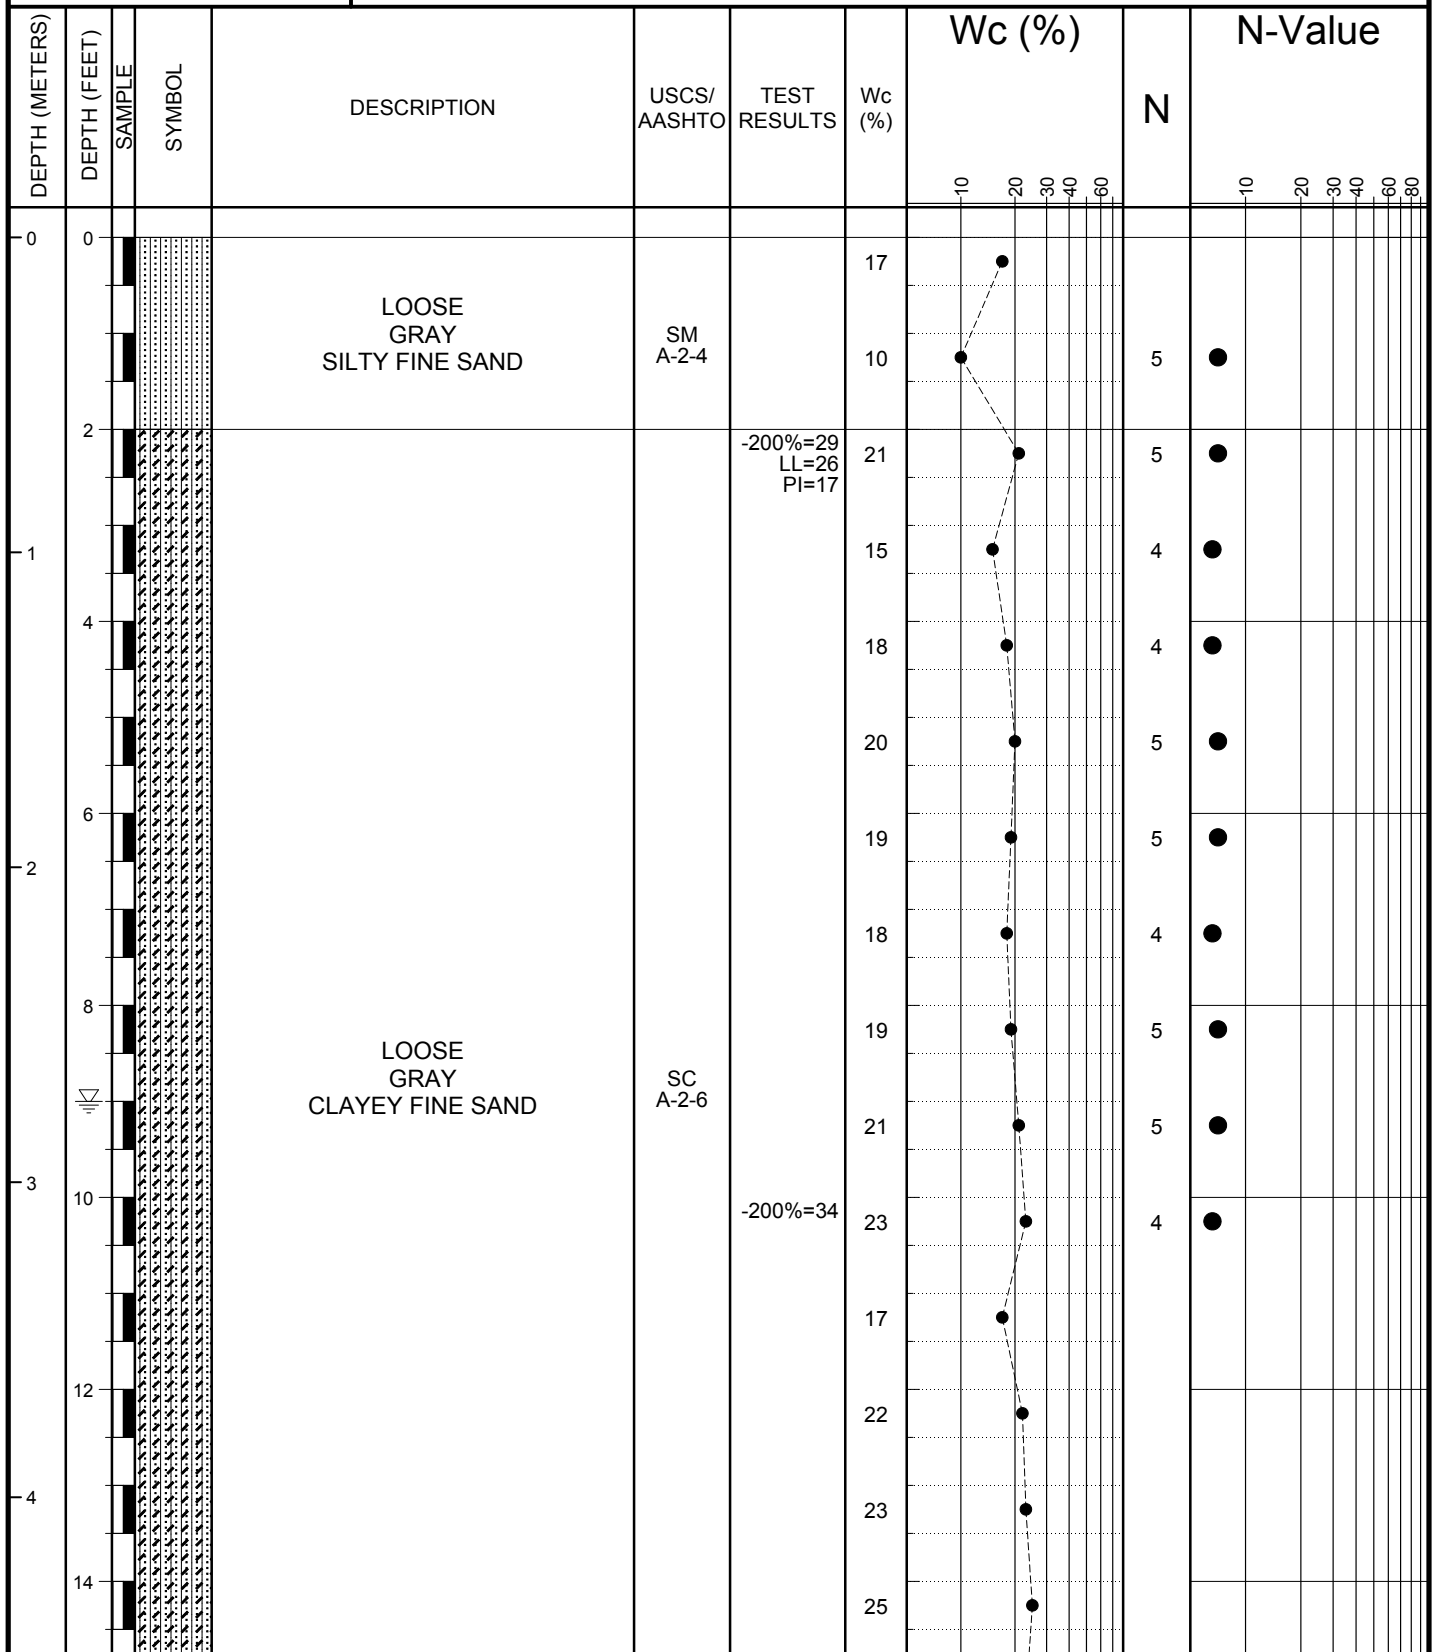 DEPTH (METERS)
DEPTH (FEET)
SAMPLE
SYMBOL
DESCRIPTION
USCS/
AASHTO
TEST
RESULTS
Wc
(%)
Wc (%)
10 20 30 40 60
N
N-Value
10 20 30 40 60 80
0 0
17
LOOSE
GRAY
SILTY FINE SAND
SM
A-2-4
10 5
2
-200%=29
LL=26
PI=17
21 5
1
15 4
4
18 4
20 5
6
19 5
2
18 4
8
19 5
LOOSE
GRAY
CLAYEY FINE SAND
SC
A-2-6
21 5
3
10
-200%=34
23 4
17
12
22
4
23
14
25